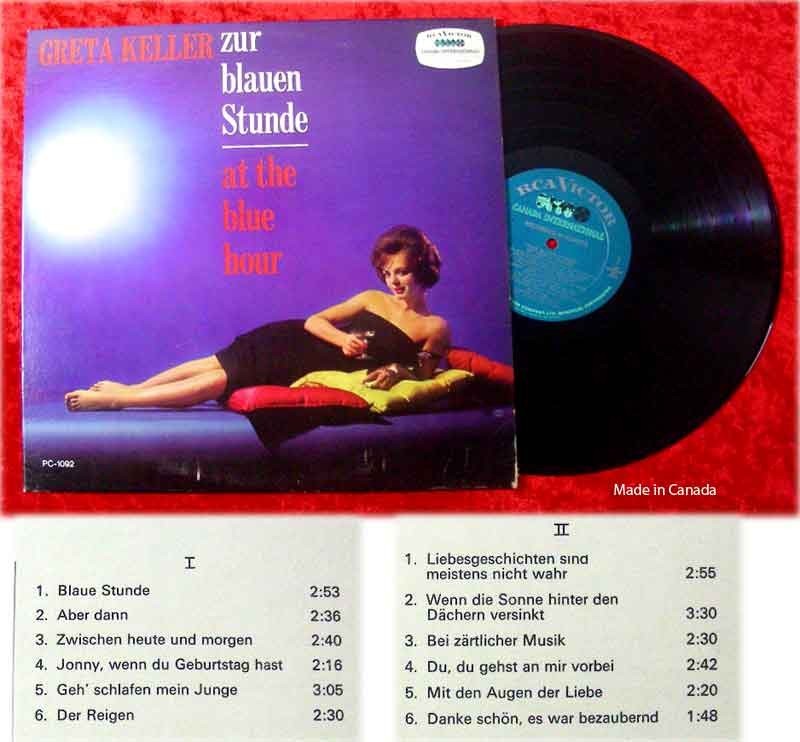 GRETA KELLER zur
blauen
Stunde
at the
blue
hour
RCA VICTOR
CANADA INTERNATIONAL
PC-1092
RCA VICTOR
CANADA INTERNATIONAL
Made in Canada
I
1. Blaue Stunde 2:53
2. Aber dann 2:36
3. Zwischen heute und morgen 2:40
4. Jonny, wenn du Geburtstag hast 2:16
5. Geh' schlafen mein Junge 3:05
6. Der Reigen 2:30
II
1. Liebesgeschichten sind
meistens nicht wahr 2:55
2. Wenn die Sonne hinter den
Dächern versinkt 3:30
3. Bei zärtlicher Musik 2:30
4. Du, du gehst an mir vorbei 2:42
5. Mit den Augen der Liebe 2:20
6. Danke schön, es war bezaubernd 1:48